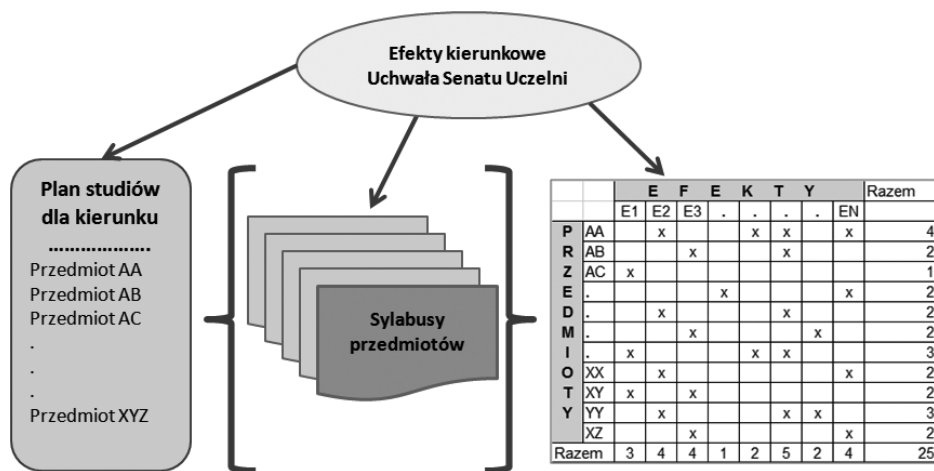 Efekty kierunkowe
Uchwała Senatu Uczelni
Plan studiów
dla kierunku
...................
Przedmiot AA
Przedmiot AB
Przedmiot AC
.
.
.
Przedmiot XYZ
Sylabusy
przedmiotów
E F E K T Y Razem
E1 E2 E3 . . . . EN
P AA x x x x 4
R AB x x 2
Z AC x 1
E . x x 2
D . x x 2
M . x x 2
I . x x x 3
O XX x x 2
T XY x x 2
Y YY x x x 3
XZ x x 2
Razem 3 4 4 1 2 5 2 4 25